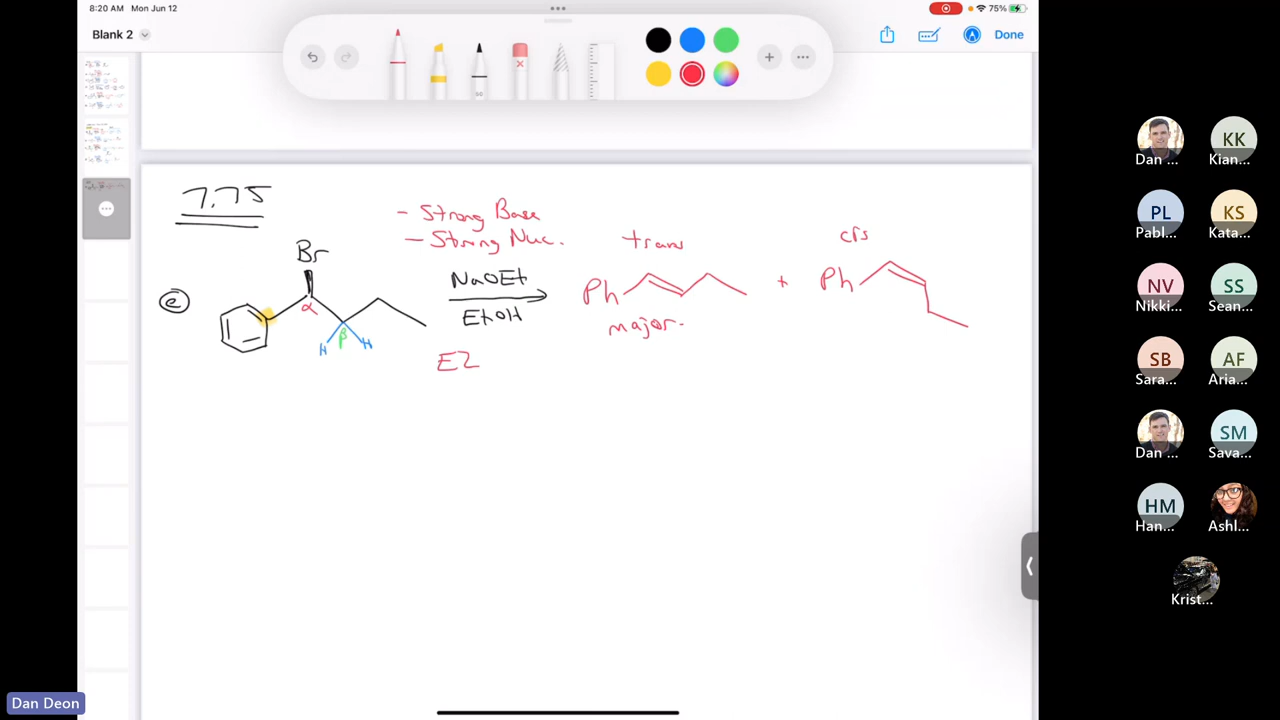 8:20 AM Mon Jun 12
75%
Blank 2
Done
7.75
- Strong Base
- Strong Nuc.
trans
cis
Br
e
α
β
H
H
NaOEt
EtOH
E2
Ph
+
Ph
major.
Dan ...
KK
Kian...
PL
Pabl...
KS
Kata...
NV
Nikki...
SS
Sean...
SB
Sara...
AF
Aria...
Dan ...
SM
Sava...
HM
Han...
Ashl...
Krist...
Dan Deon